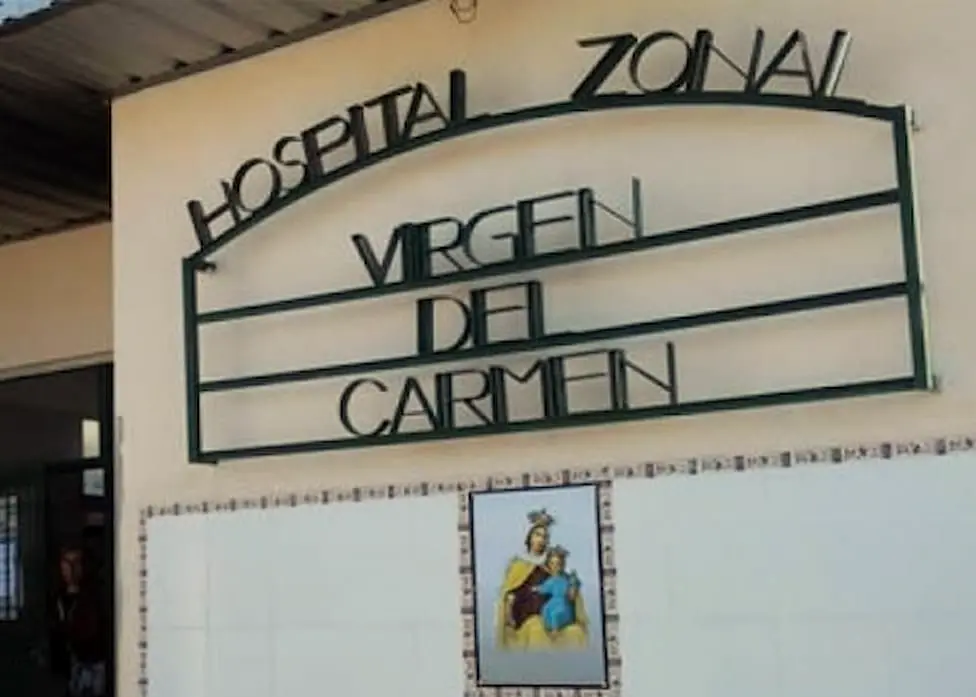 HOSPITAL ZONAL
VIRGEN
DEL
CARMEN